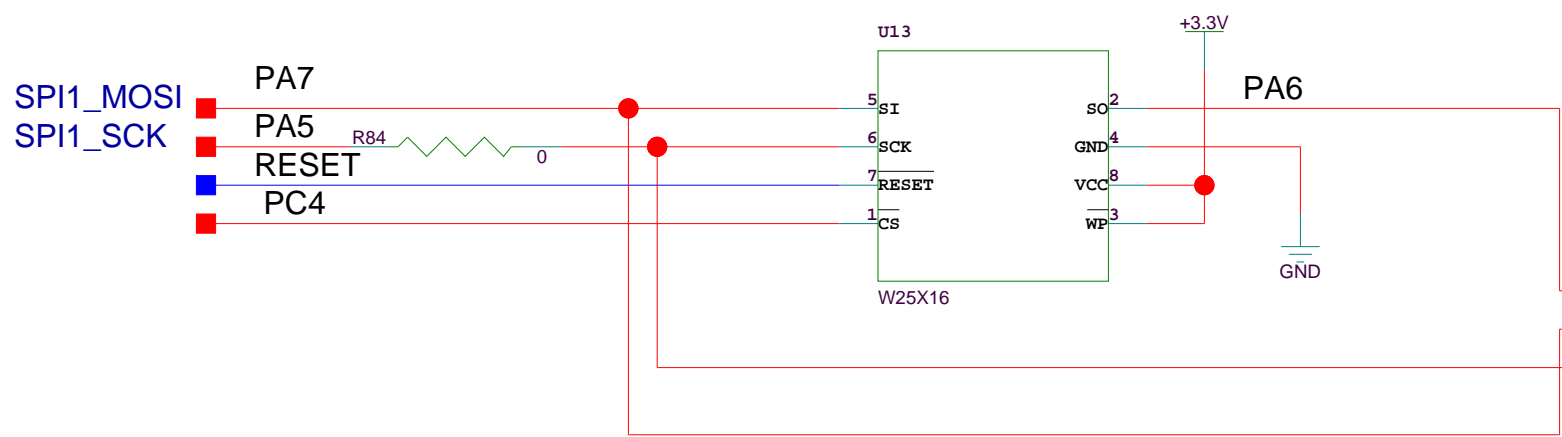 U13
+3.3V
PA7
PA6
SPI1_MOSI
5 SI
SO 2
PA5
SPI1_SCK
R84
0
6 SCK
GND 4
RESET
7 RESET
VCC 8
PC4
1 CS
WP 3
GND
W25X16